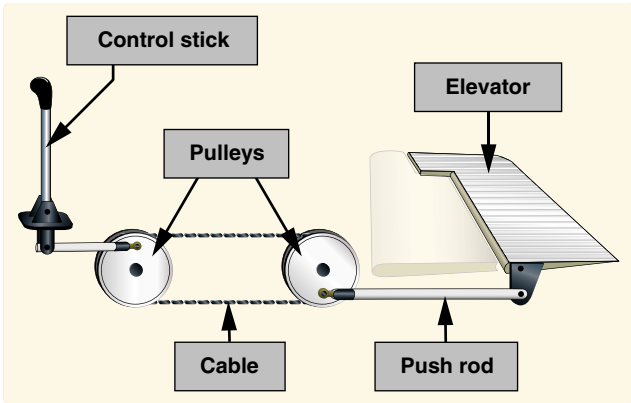 Control stick
Elevator
Pulleys
Cable
Push rod